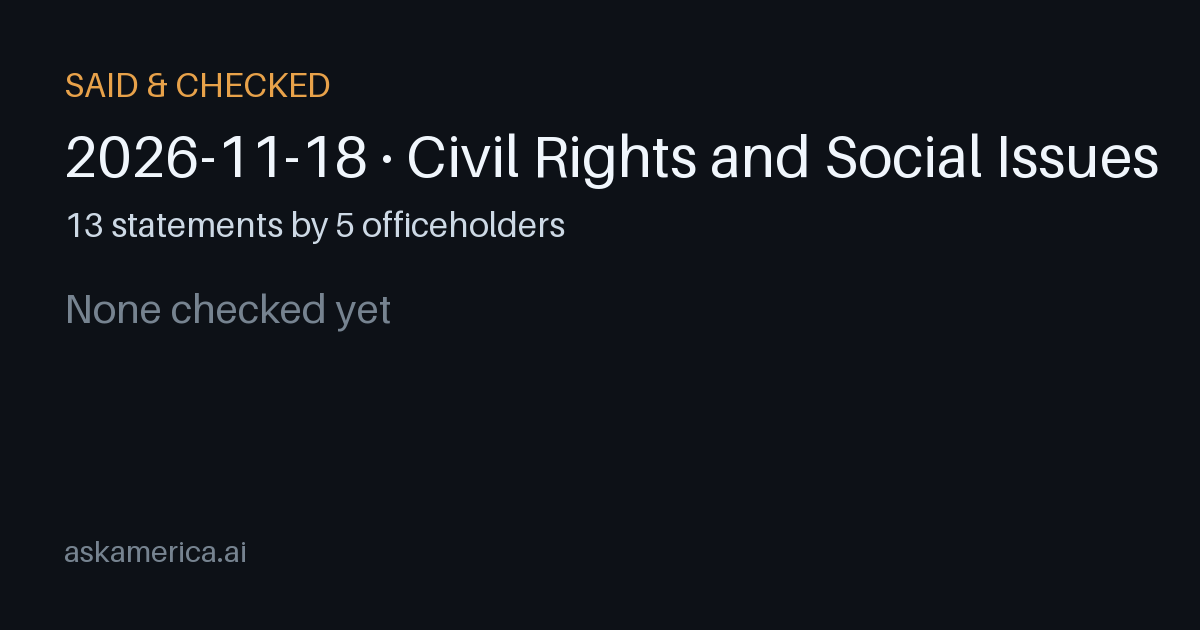 SAID & CHECKED
2026-11-18 · Civil Rights and Social Issues
13 statements by 5 officeholders
None checked yet
askamerica.ai